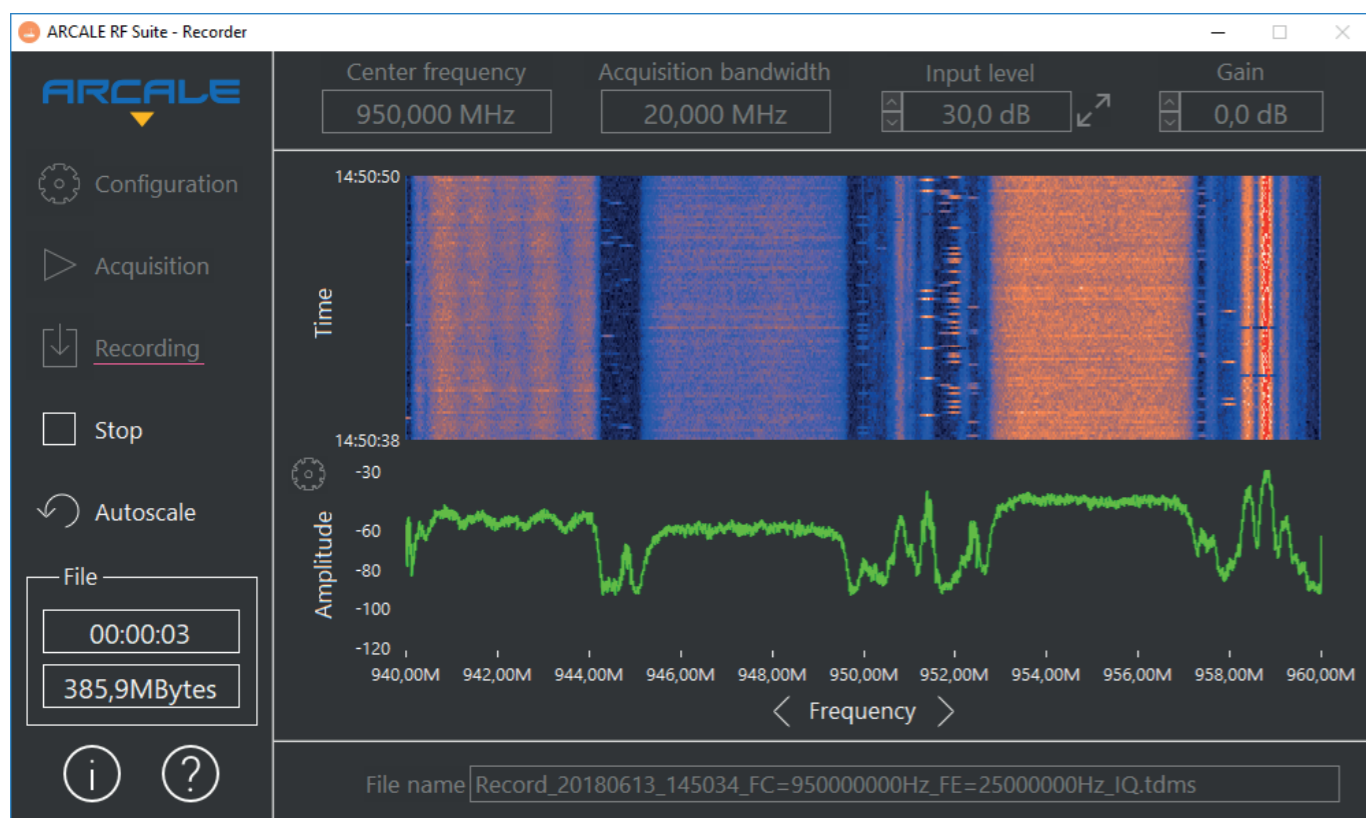 ARCALE RF Suite - Recorder
ARCALE
Configuration
Acquisition
Recording
Stop
Autoscale
File
00:00:03
385,9MBytes
i
?
Center frequency
950,000 MHz
Acquisition bandwidth
20,000 MHz
Input level
30,0 dB
Gain
0,0 dB
14:50:50
Time
14:50:38
Amplitude
-30
-60
-80
-100
-120
940,00M 942,00M 944,00M 946,00M 948,00M 950,00M 952,00M 954,00M 956,00M 958,00M 960,00M
Frequency
File name Record_20180613_145034_FC=950000000Hz_FE=25000000Hz_IQ.tdms